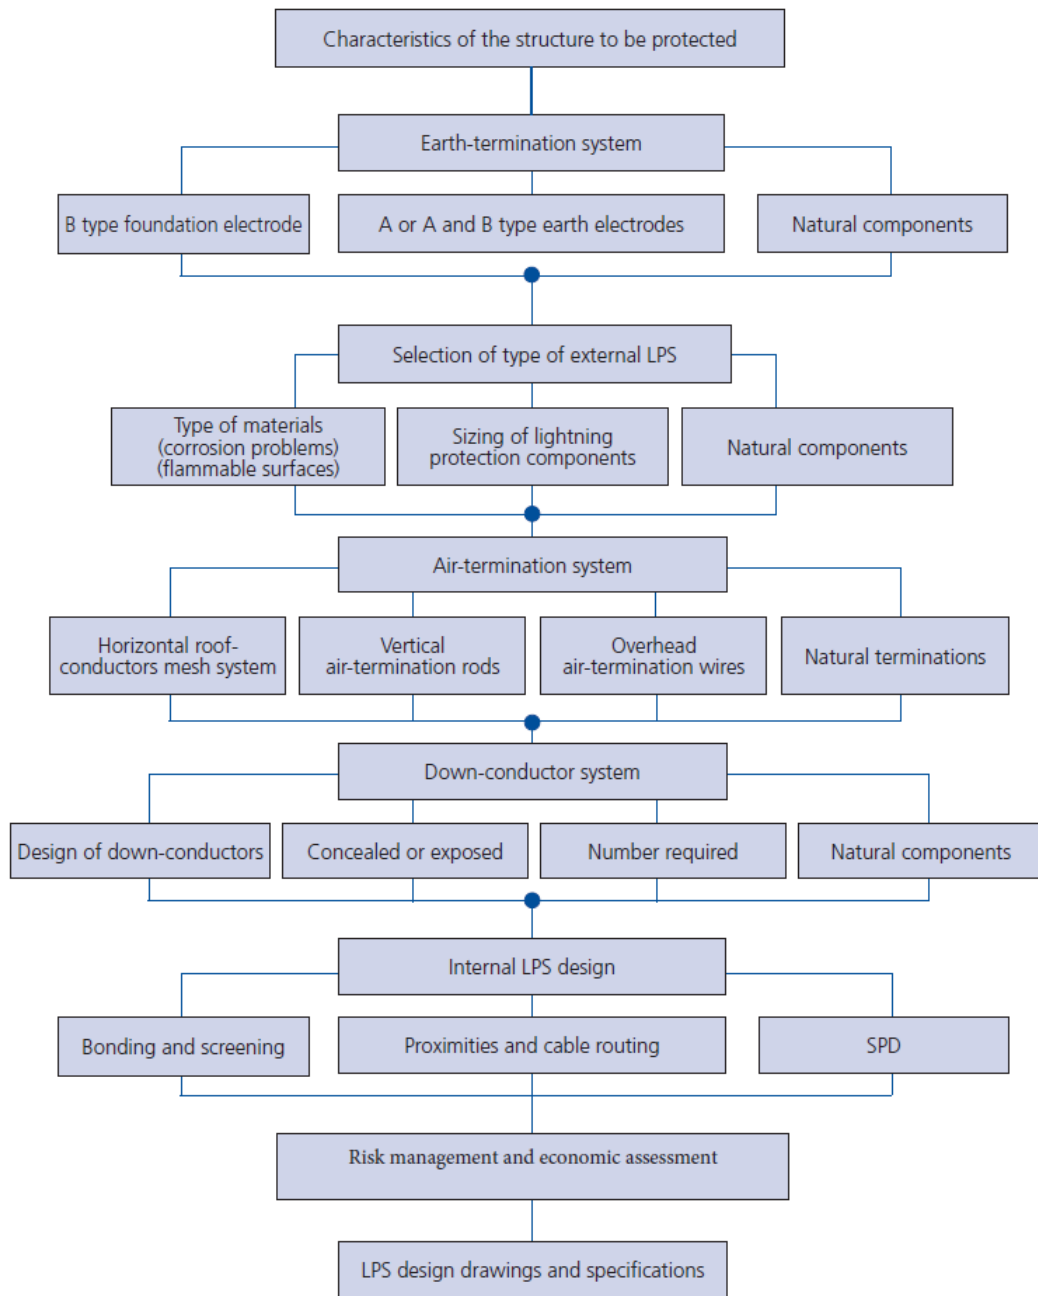 Characteristics of the structure to be protected
Earth-termination system
B type foundation electrode
A or A and B type earth electrodes
Natural components
Selection of type of external LPS
Type of materials
(corrosion problems)
(flammable surfaces)
Sizing of lightning
protection components
Natural components
Air-termination system
Horizontal roof-
conductors mesh system
Vertical
air-termination rods
Overhead
air-termination wires
Natural terminations
Down-conductor system
Design of down-conductors
Concealed or exposed
Number required
Natural components
Internal LPS design
Bonding and screening
Proximities and cable routing
SPD
Risk management and economic assessment
LPS design drawings and specifications